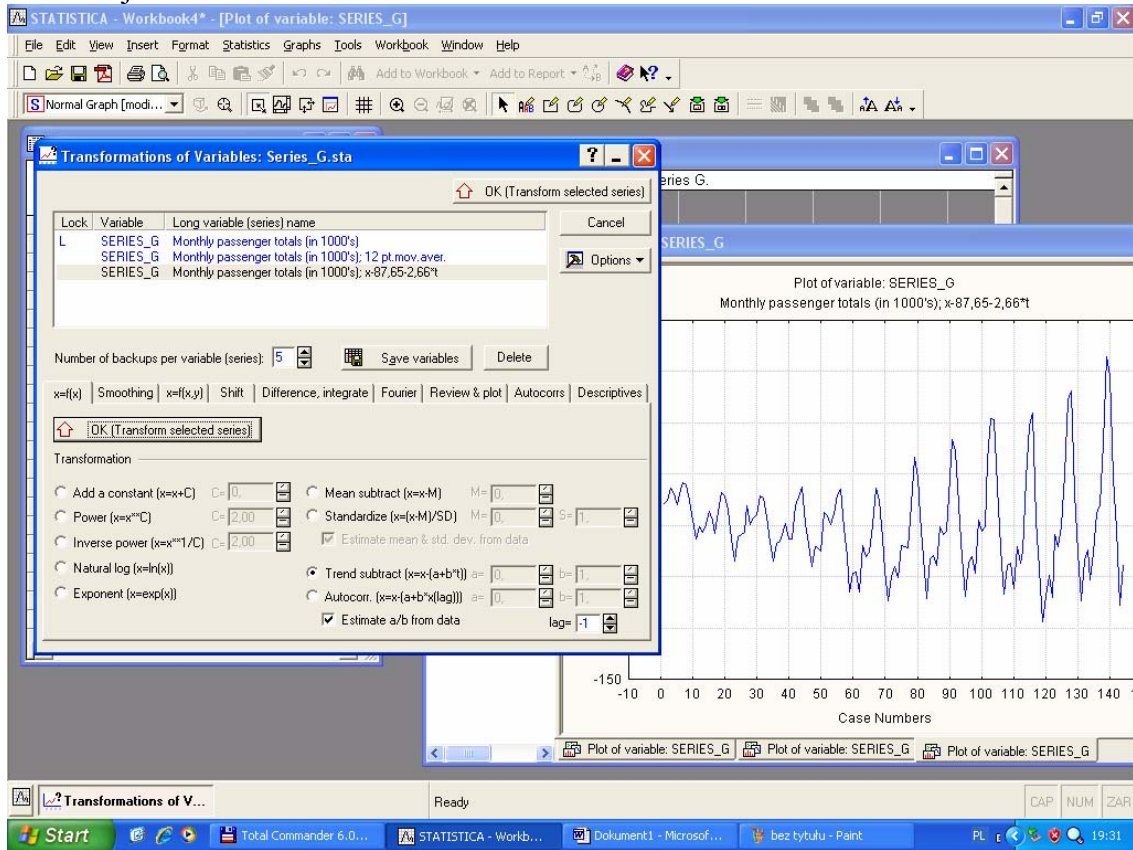 STATISTICA - Workbook4* - [Plot of variable: SERIES_G]
File Edit View Insert Format Statistics Graphs Tools Workbook Window Help
Add to Workbook Add to Report
Normal Graph [modi...
Transformations of Variables: Series_G.sta
eries G.
OK (Transform selected series)
Lock Variable Long variable (series) name
Cancel
L SERIES_G Monthly passenger totals (in 1000's)
SERIES_G
SERIES_G Monthly passenger totals (in 1000's); 12 pt.mov.aver.
Options
SERIES_G Monthly passenger totals (in 1000's); x-87,65-2,66*t
Plot of variable: SERIES_G
Monthly passenger totals (in 1000's); x-87,65-2,66*t
Number of backups per variable (series): 5
Save variables
Delete
x=f(x) Smoothing x=f(x,y) Shift Difference, integrate Fourier Review & plot Autocorrs Descriptives
OK (Transform selected series)
Transformation
Add a constant (x=x+C) C= 0, Mean subtract (x=x-M) M= 0,
Power (x=x**C) C= 2,00 Standardize (x=(x-M)/SD) M= 0, S= 1,
Inverse power (x=x**1/C) C= 2,00 Estimate mean & std. dev. from data
Natural log (x=ln(x)) Trend subtract (x=x-(a+b*t)) a= 0, b= 1,
Exponent (x=exp(x)) Autocorr. (x=x-(a+b*x(lag))) a= 0, b= 1,
Estimate a/b from data lag= -1
-150
-10 0 10 20 30 40 50 60 70 80 90 100 110 120 130 140
Case Numbers
Plot of variable: SERIES_G Plot of variable: SERIES_G Plot of variable: SERIES_G
Transformations of V... Ready CAP NUM ZAR
Start Total Commander 6.0... STATISTICA - Workb... Dokument1 - Microsof... bez tytułu - Paint PL 19:31